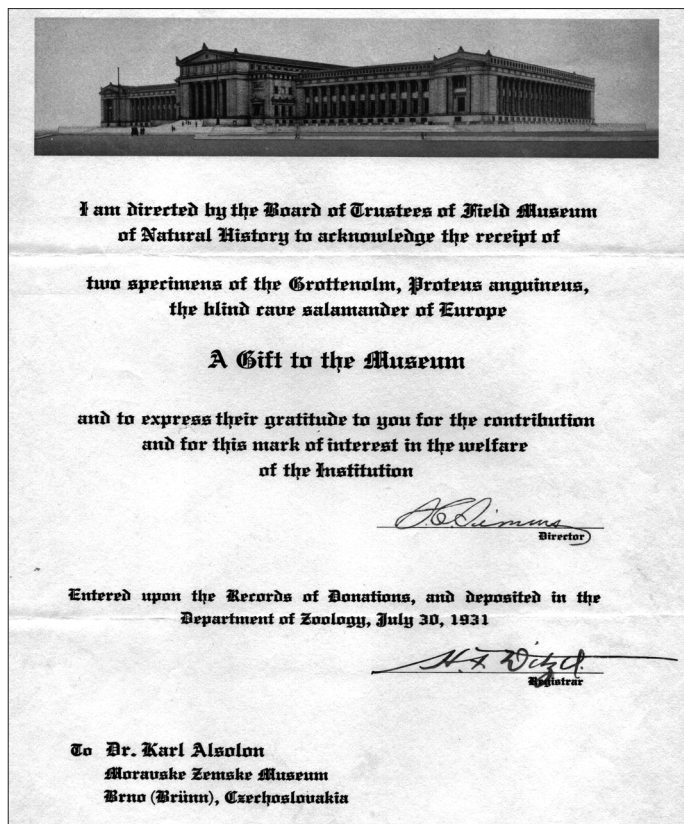 I am directed by the Board of Trustees of Field Museum
of Natural History to acknowledge the receipt of
two specimens of the Grottenolm, Proteus anguineus,
the blind cave salamander of Europe
A Gift to the Museum
and to express their gratitude to you for the contribution
and for this mark of interest in the welfare
of the Institution
Director
Entered upon the Records of Donations, and deposited in the
Department of Zoology, July 30, 1931
Registrar
To Dr. Karl Alsolon
Moravske Zemske Museum
Brno (Brünn), Czechoslovakia